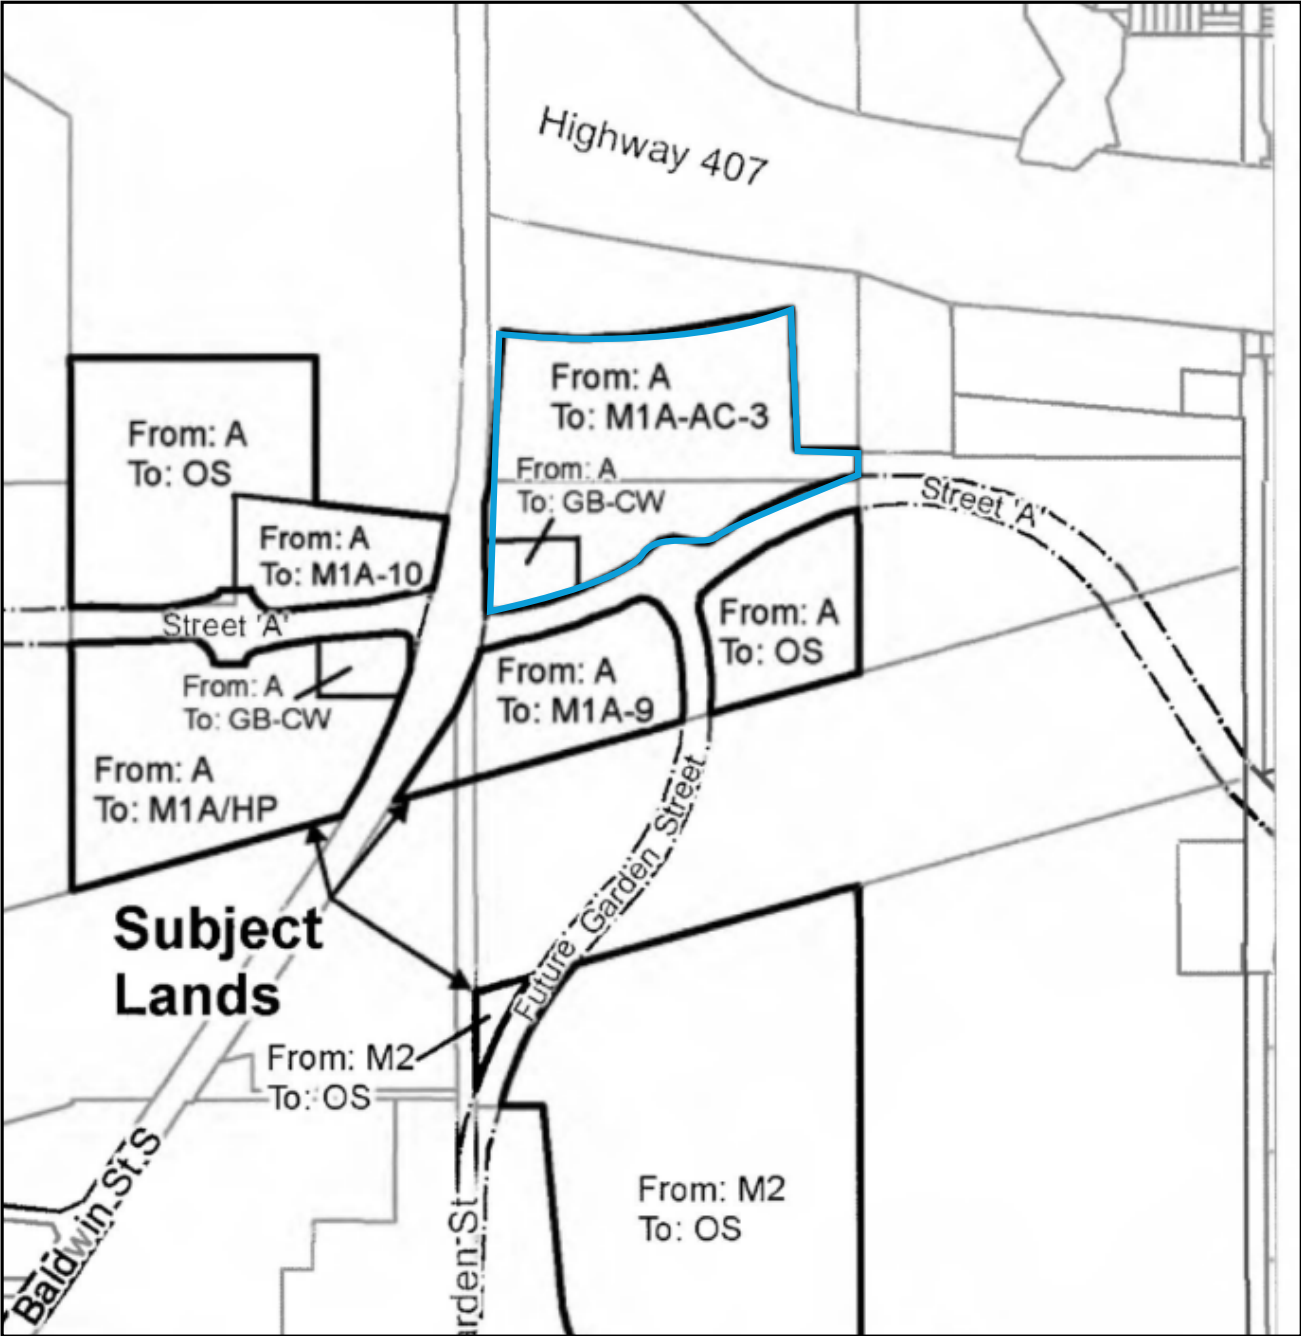 Highway 407
From: A
To: M1A-AC-3
From: A
To: GB-CW
From: A
To: OS
From: A
To: M1A-10
Street 'A'
Street 'A'
From: A
To: OS
From: A
To: M1A-9
From: A
To: GB-CW
From: A
To: M1A/HP
Future Garden Street
Subject
Lands
From: M2
To: OS
Baldwin St S
From: M2
To: OS
arden St